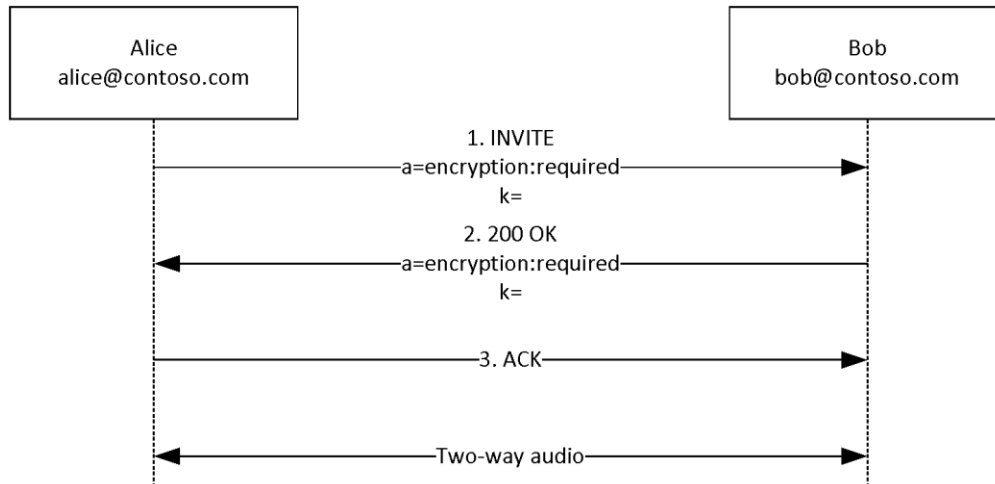 Alice
alice@contoso.com
Bob
bob@contoso.com
1. INVITE
a=encryption:required
k=
2. 200 OK
a=encryption:required
k=
3. ACK
Two-way audio